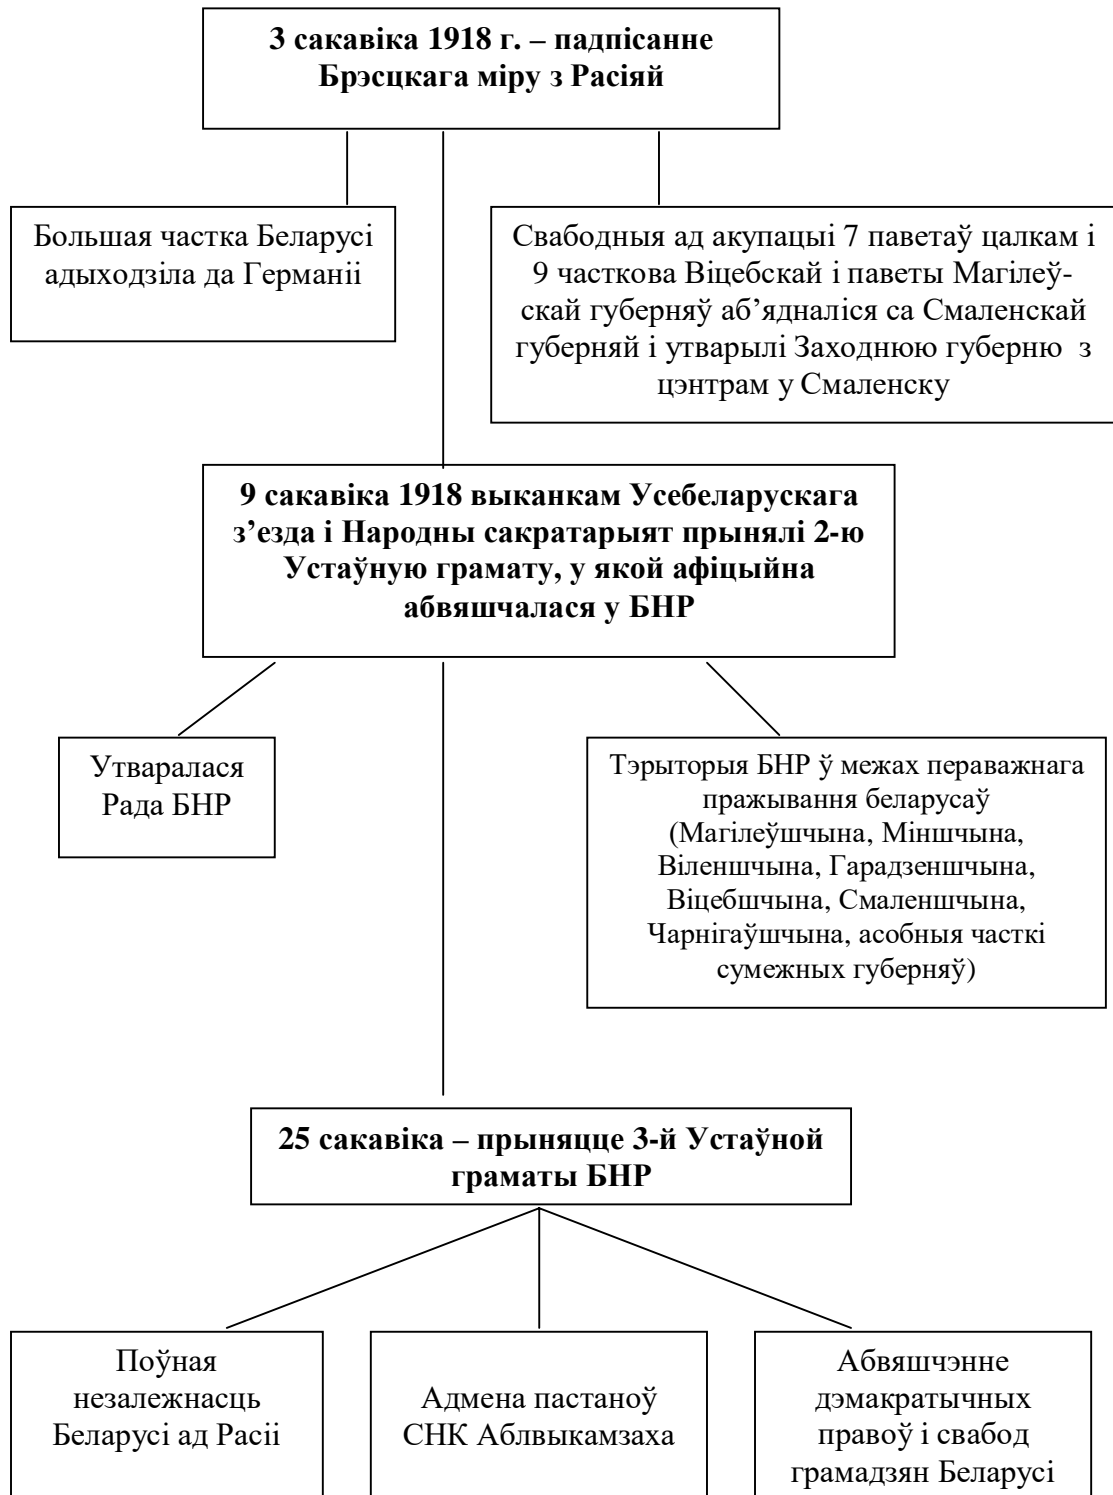 3 сакавіка 1918 г. – падпісанне
Брэсцкага міру з Расіяй
Большая частка Беларусі
адыходзіла да Германіі
Свабодныя ад акупацыі 7 паветаў цалкам і
9 часткова Віцебскай і паветы Магілеў-
скай губерняў аб’ядналіся са Смаленскай
губерняй і утварылі Заходнюю губерню з
цэнтрам у Смаленску
9 сакавіка 1918 выканкам Усебеларускага
з’езда і Народны сакратарыят прынялі 2-ю
Устаўную грамату, у якой афіцыйна
абвяшчалася у БНР
Утваралася
Рада БНР
Тэрыторыя БНР ў межах пераважнага
пражывання беларусаў
(Магілеўшчына, Міншчына,
Віленшчына, Гарадзеншчына,
Віцебшчына, Смаленшчына,
Чарнігаўшчына, асобныя часткі
сумежных губерняў)
25 сакавіка – прыняцце 3-й Устаўной
граматы БНР
Поўная
незалежнасць
Беларусі ад Расіі
Адмена пастаноў
СНК Аблвыкамзаха
Абвяшчэнне
дэмакратычных
правоў і свабод
грамадзян Беларусі